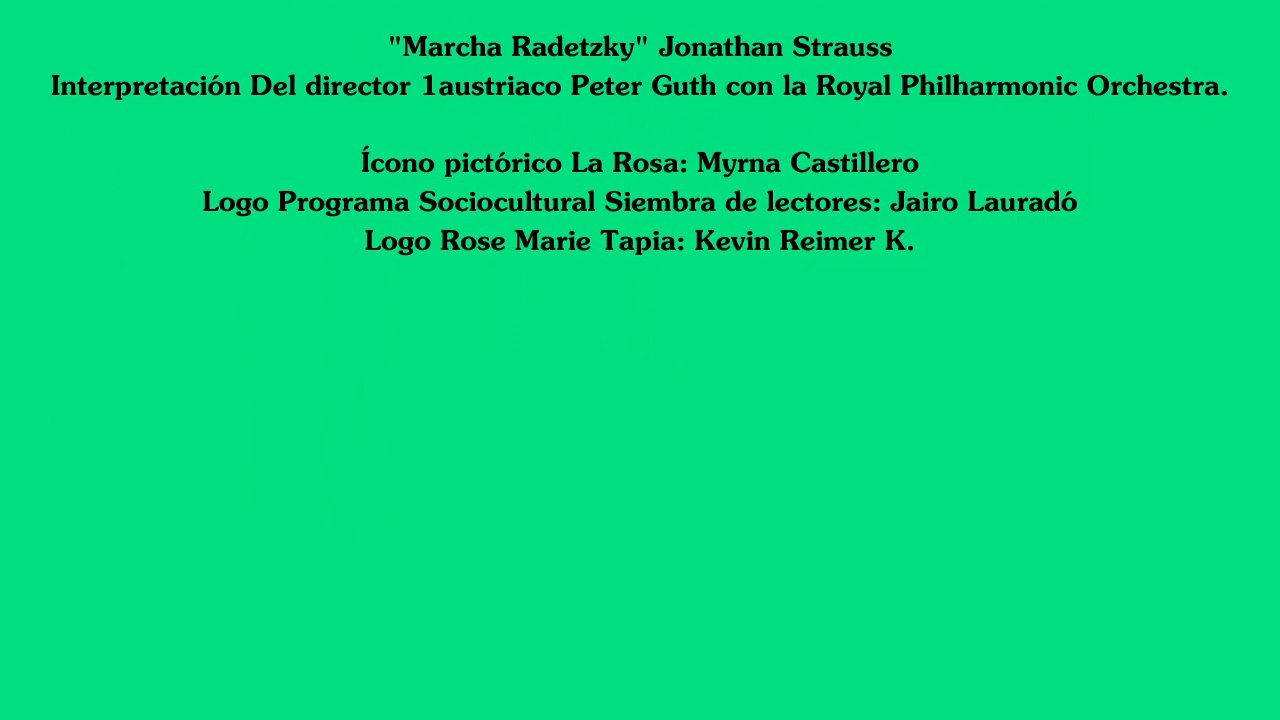 "Marcha Radetzky" Jonathan Strauss
Interpretación Del director 1austriaco Peter Guth con la Royal Philharmonic Orchestra.
Ícono pictórico La Rosa: Myrna Castillero
Logo Programa Sociocultural Siembra de lectores: Jairo Lauradó
Logo Rose Marie Tapia: Kevin Reimer K.